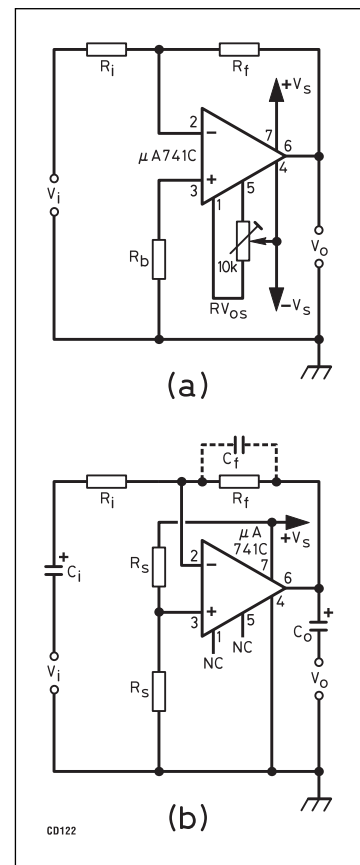 Ri
Rf
+Vs
2
7
6
μA741C
−
+
3
4
5
1
Vi
10k
Vo
Rb
RVos
−Vs
(a)
Cf
Ri
Rf
μA
741C
+Vs
+
Ci
Rs
2
−
7
6
+
3
4
+
Co
1
5
NC
NC
Vi
Rs
Vo
CD122
(b)